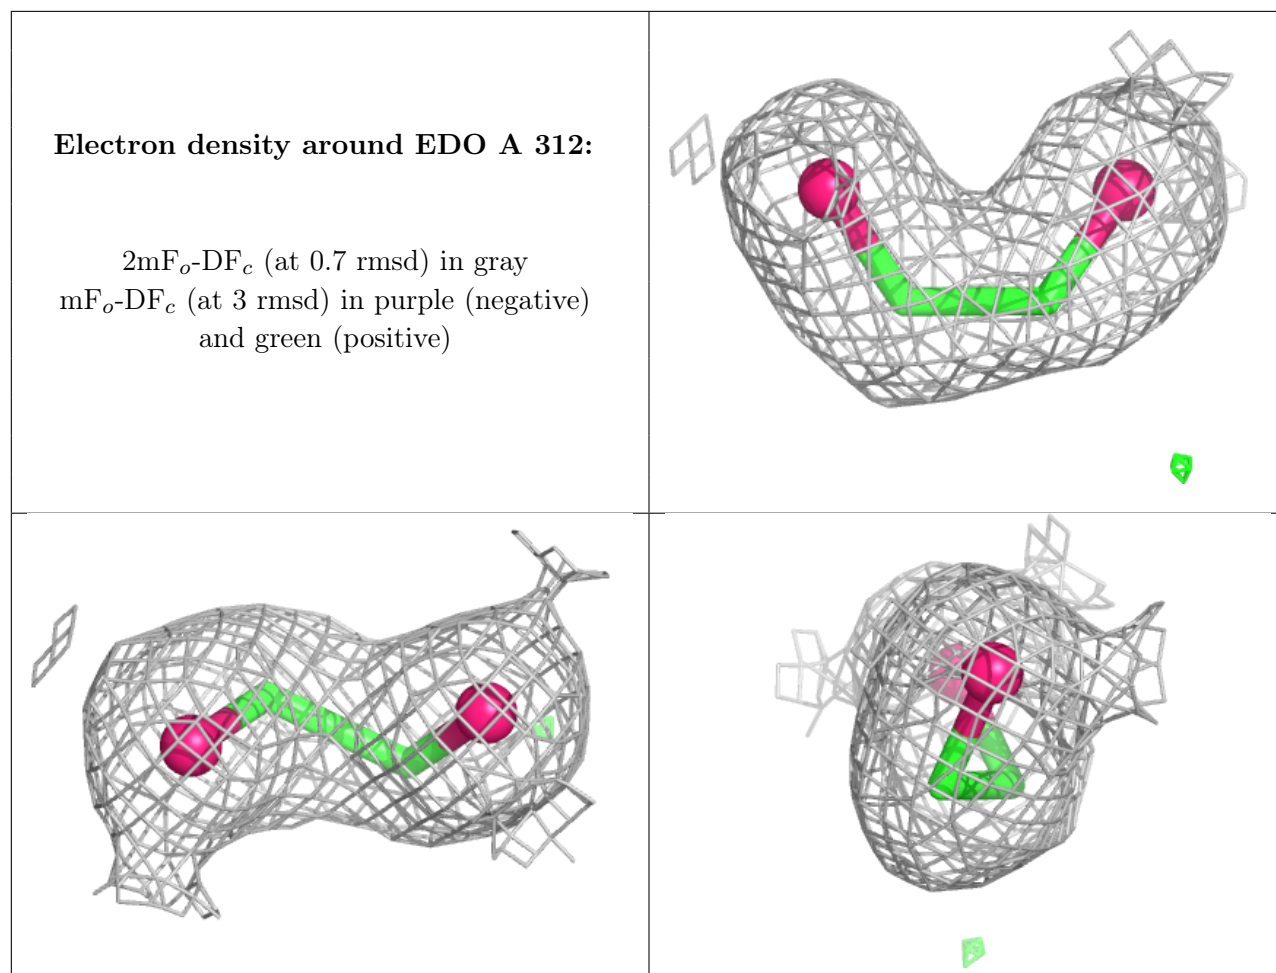 Electron density around EDO A 312:
2mFo-DFc (at 0.7 rmsd) in gray
mFo-DFc (at 3 rmsd) in purple (negative)
and green (positive)